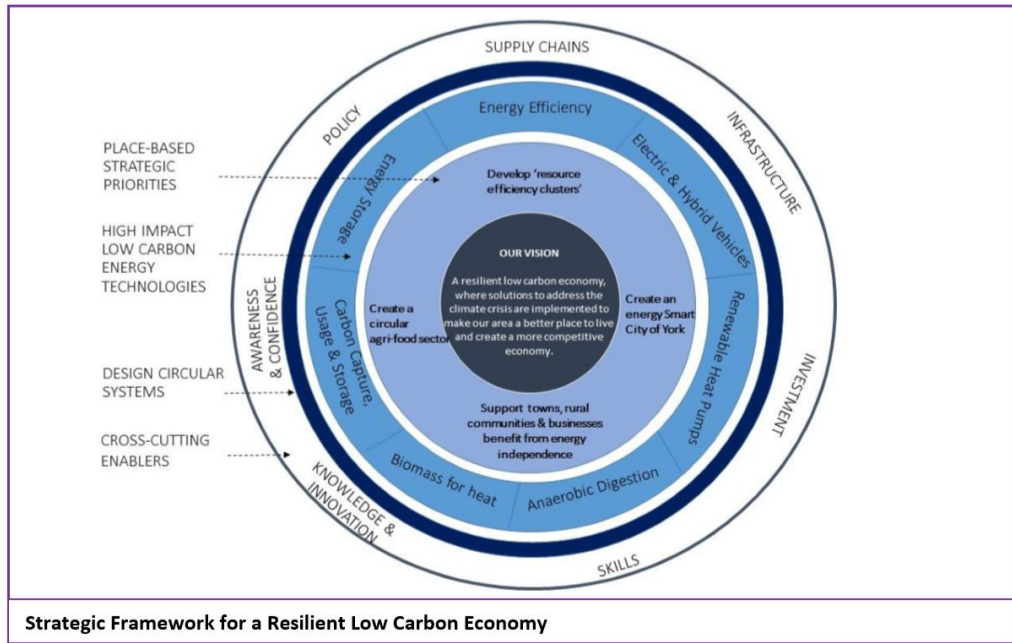 SUPPLY CHAINS
POLICY
INFRASTRUCTURE
PLACE-BASED
STRATEGIC
PRIORITIES
HIGH IMPACT
LOW CARBON
ENERGY
TECHNOLOGIES
DESIGN CIRCULAR
SYSTEMS
CROSS-CUTTING
ENABLERS
AWARENESS
& CONFIDENCE
INVESTMENT
KNOWLEDGE &
INNOVATION
SKILLS
Energy Efficiency
Electric & Hybrid Vehicles
Renewable Heat Pumps
Anaerobic Digestion
Biomass for heat
Carbon Capture,
Usage & Storage
Energy Storage
Develop ‘resource
efficiency clusters’
Create a
circular
agri-food sector
OUR VISION
A resilient low carbon economy,
where solutions to address the
climate crisis are implemented to
make our area a better place to live
and create a more competitive
economy.
Create an
energy Smart
City of York
Support towns, rural
communities & businesses
benefit from energy
independence
Strategic Framework for a Resilient Low Carbon Economy